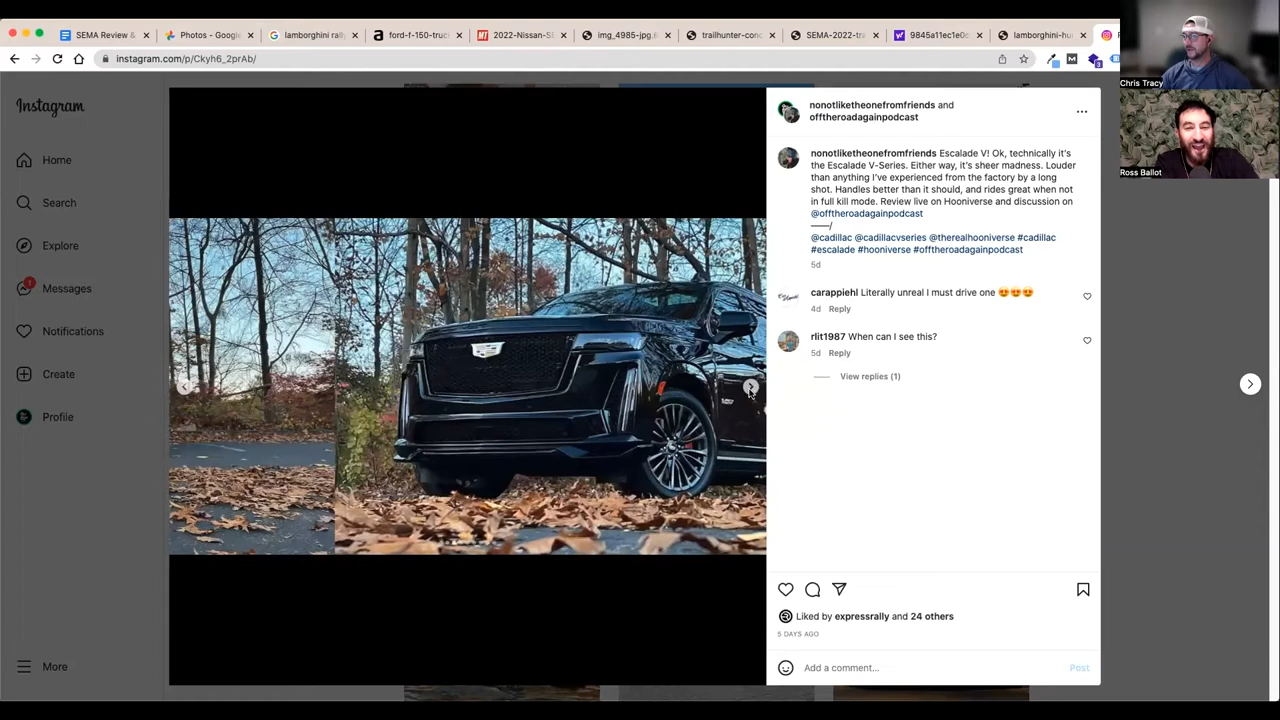 SEMA Review &
Photos - Google
lamborghini rall
ford-f-150-truc
2022-Nissan-SE
img_4985-jpg.i
trailhunter-con
SEMA-2022-tra
9845a11ec1e0
lamborghini-hu
instagram.com/p/Ckyh6_2prAb/
Instagram
Home
Search
Explore
1
Messages
Notifications
Create
Profile
More
nonotliketheonefromfriends and
offtheroadagainpodcast
nonotliketheonefromfriends Escalade V! Ok, technically it's
the Escalade V-Series. Either way, it's sheer madness. Louder
than anything I've experienced from the factory by a long
shot. Handles better than it should, and rides great when not
in full kill mode. Review live on Hooniverse and discussion on
@offtheroadagainpodcast
——/
@cadillac @cadillacvseries @therealhooniverse #cadillac
#escalade #hooniverse #offtheroadagainpodcast
5d
carappiehl Literally unreal I must drive one 😍😍😍
4d Reply
rlit1987 When can I see this?
5d Reply
View replies (1)
Liked by expressrally and 24 others
5 DAYS AGO
Add a comment...
Post
Chris Tracy
Ross Ballot